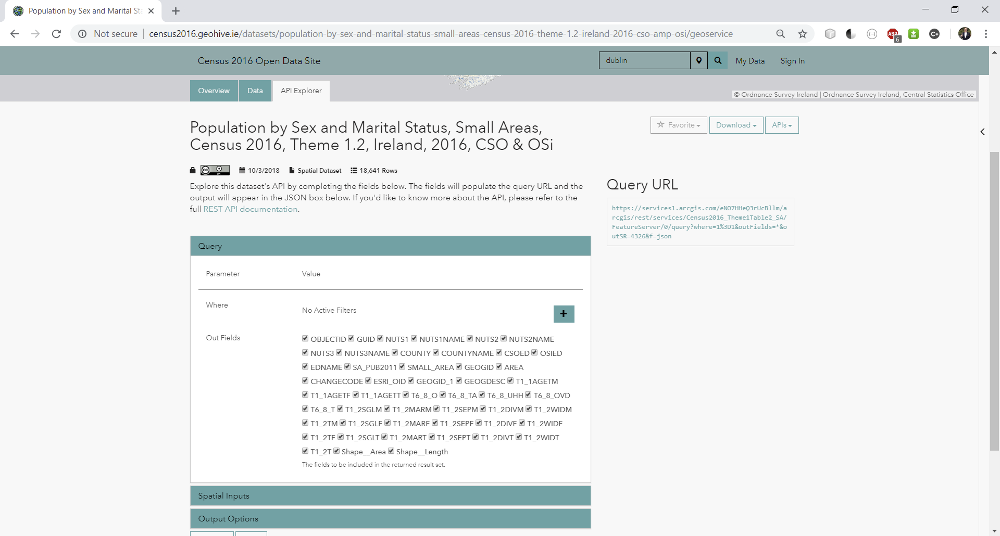 Population by Sex and Marital St
Not secure
census2016.geohive.ie/datasets/population-by-sex-and-marital-status-small-areas-census-2016-theme-1.2-ireland-2016-cso-amp-osi/geoservice
ABP
6
C+
Census 2016 Open Data Site
dublin
My Data
Sign In
Overview
Data
API Explorer
© Ordnance Survey Ireland | Ordnance Survey Ireland, Central Statistics Office
Population by Sex and Marital Status, Small Areas,
Census 2016, Theme 1.2, Ireland, 2016, CSO & OSi
Favorite
Download
APIs
cc BY 10/3/2018 Spatial Dataset 18,641 Rows
Explore this dataset's API by completing the fields below. The fields will populate the query URL and the
output will appear in the JSON box below. If you'd like to know more about the API, please refer to the
full REST API documentation.
Query URL
https://services1.arcgis.com/eNO7HHeQ3rUcBllm/a
rcgis/rest/services/Census2016_Theme1Table2_SA/
FeatureServer/0/query?where=1%3D1&outFields=*&o
utSR=4326&f=json
Query
Parameter Value
Where No Active Filters +
Out Fields OBJECTID GUID NUTS1 NUTS1NAME NUTS2 NUTS2NAME
NUTS3 NUTS3NAME COUNTY COUNTYNAME CSOED OSIED
EDNAME SA_PUB2011 SMALL_AREA GEOGID AREA
CHANGECODE ESRI_OID GEOGID_1 GEOGDESC T1_1AGETM
T1_1AGETF T1_1AGETT T6_8_O T6_8_TA T6_8_UHH T6_8_OVD
T6_8_T T1_2SGLM T1_2MARM T1_2SEPM T1_2DIVM T1_2WIDM
T1_2TM T1_2SGLF T1_2MARF T1_2SEPF T1_2DIVF T1_2WIDF
T1_2TF T1_2SGLT T1_2MART T1_2SEPT T1_2DIVT T1_2WIDT
T1_2T Shape__Area Shape__Length
The fields to be included in the returned result set.
Spatial Inputs
Output Options